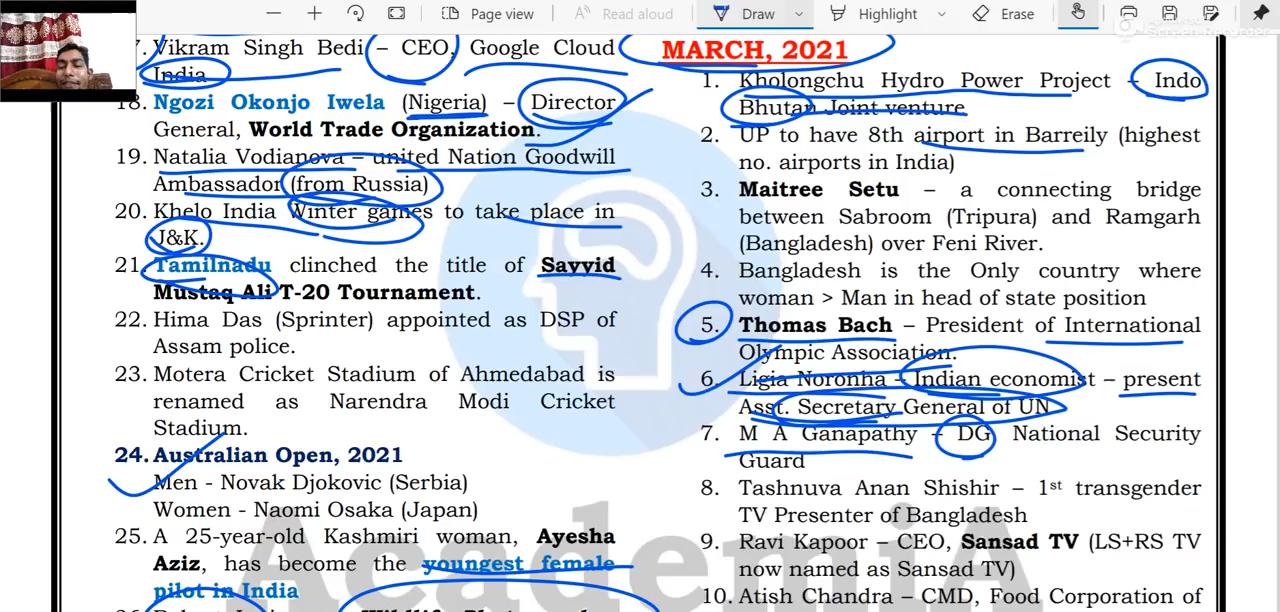 Page view
Read aloud
Draw
Highlight
Erase
Screen Recorder
17. Vikram Singh Bedi – CEO, Google Cloud
India
18. Ngozi Okonjo Iwela (Nigeria) – Director
General, World Trade Organization.
19. Natalia Vodianova – united Nation Goodwill
Ambassador (from Russia)
20. Khelo India Winter games to take place in
J&K.
21. Tamilnadu clinched the title of Sayyid
Mustaq Ali T-20 Tournament.
22. Hima Das (Sprinter) appointed as DSP of
Assam police.
23. Motera Cricket Stadium of Ahmedabad is
renamed as Narendra Modi Cricket
Stadium.
24. Australian Open, 2021
Men - Novak Djokovic (Serbia)
Women - Naomi Osaka (Japan)
25. A 25-year-old Kashmiri woman, Ayesha
Aziz, has become the youngest female
pilot in India
MARCH, 2021
1. Kholongchu Hydro Power Project – Indo
Bhutan Joint venture
2. UP to have 8th airport in Barreily (highest
no. airports in India)
3. Maitree Setu – a connecting bridge
between Sabroom (Tripura) and Ramgarh
(Bangladesh) over Feni River.
4. Bangladesh is the Only country where
woman > Man in head of state position
5. Thomas Bach – President of International
Olympic Association.
6. Ligia Noronha – Indian economist – present
Asst. Secretary General of UN
7. M A Ganapathy – DG National Security
Guard
8. Tashnuva Anan Shishir – 1st transgender
TV Presenter of Bangladesh
9. Ravi Kapoor – CEO, Sansad TV (LS+RS TV
now named as Sansad TV)
10. Atish Chandra – CMD, Food Corporation of
AcademiA